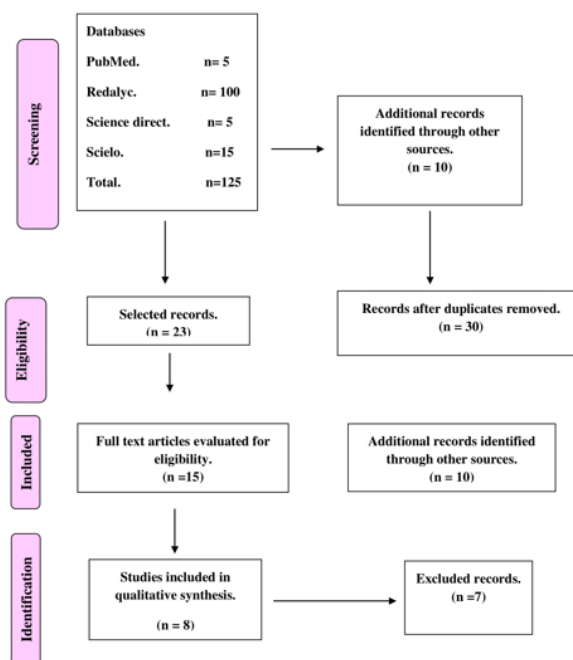 Screening
Databases
PubMed. n= 5
Redalyc. n= 100
Science direct. n= 5
Scielo. n=15
Total. n=125
Additional records
identified through other
sources.
(n = 10)
Eligibility
Selected records.
(n = 23)
Records after duplicates removed.
(n = 30)
Included
Full text articles evaluated for
eligibility.
(n =15)
Additional records identified
through other sources.
(n = 10)
Identification
Studies included in
qualitative synthesis.
(n = 8)
Excluded records.
(n =7)